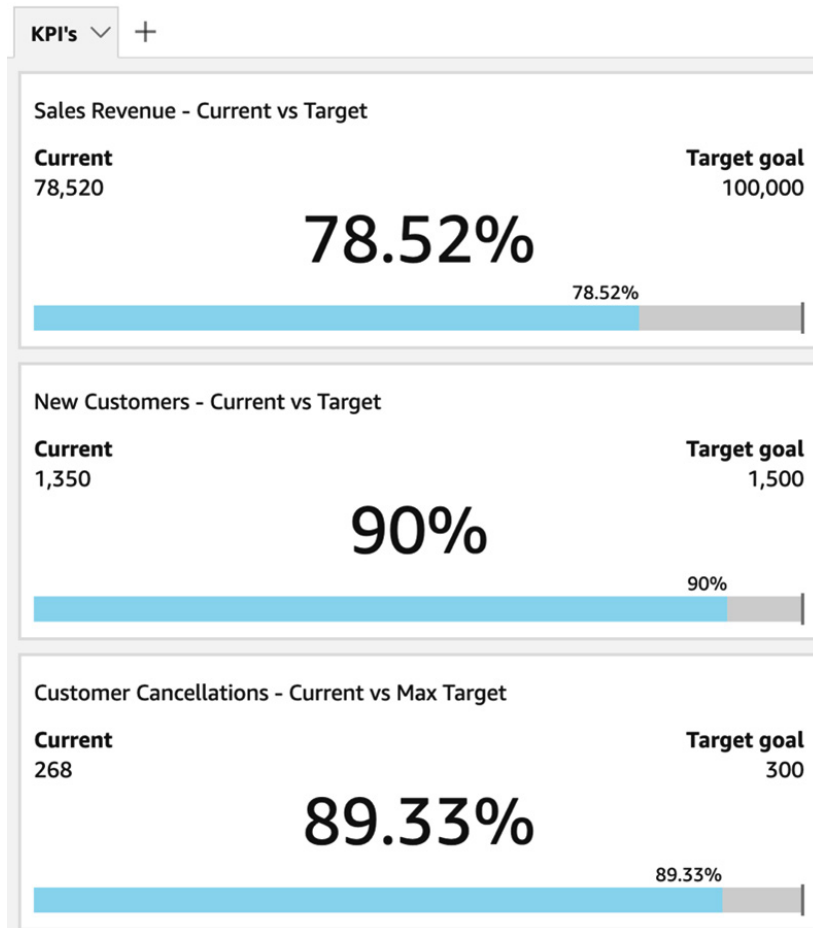 KPI's +
Sales Revenue - Current vs Target
Current Target goal
78,520 100,000
78.52%
78.52%
New Customers - Current vs Target
Current Target goal
1,350 1,500
90%
90%
Customer Cancellations - Current vs Max Target
Current Target goal
268 300
89.33%
89.33%